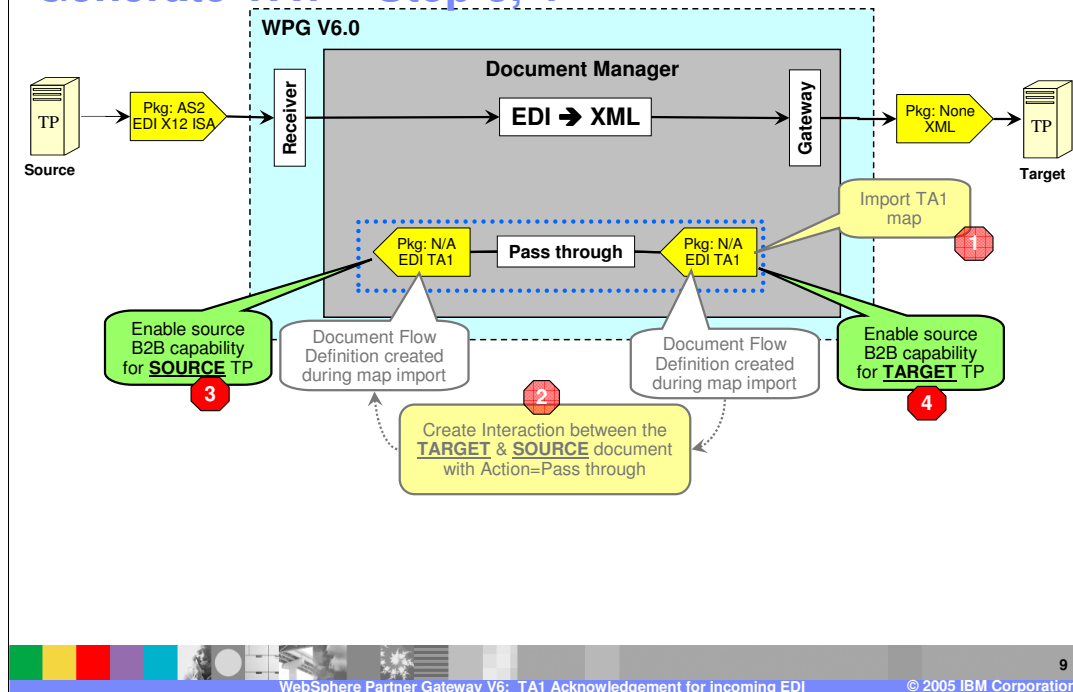 WPG V6.0
Document Manager
TP
Source
Pkg: AS2
EDI X12 ISA
Receiver
EDI ➔ XML
Gateway
Pkg: None
XML
TP
Target
Import TA1
map
1
Pkg: N/A
EDI TA1
Pass through
Pkg: N/A
EDI TA1
Enable source
B2B capability
for SOURCE TP
3
Document Flow
Definition created
during map import
Document Flow
Definition created
during map import
Enable source
B2B capability
for TARGET TP
4
2
Create Interaction between the
TARGET & SOURCE document
with Action=Pass through
9
WebSphere Partner Gateway V6: TA1 Acknowledgement for incoming EDI
© 2005 IBM Corporation